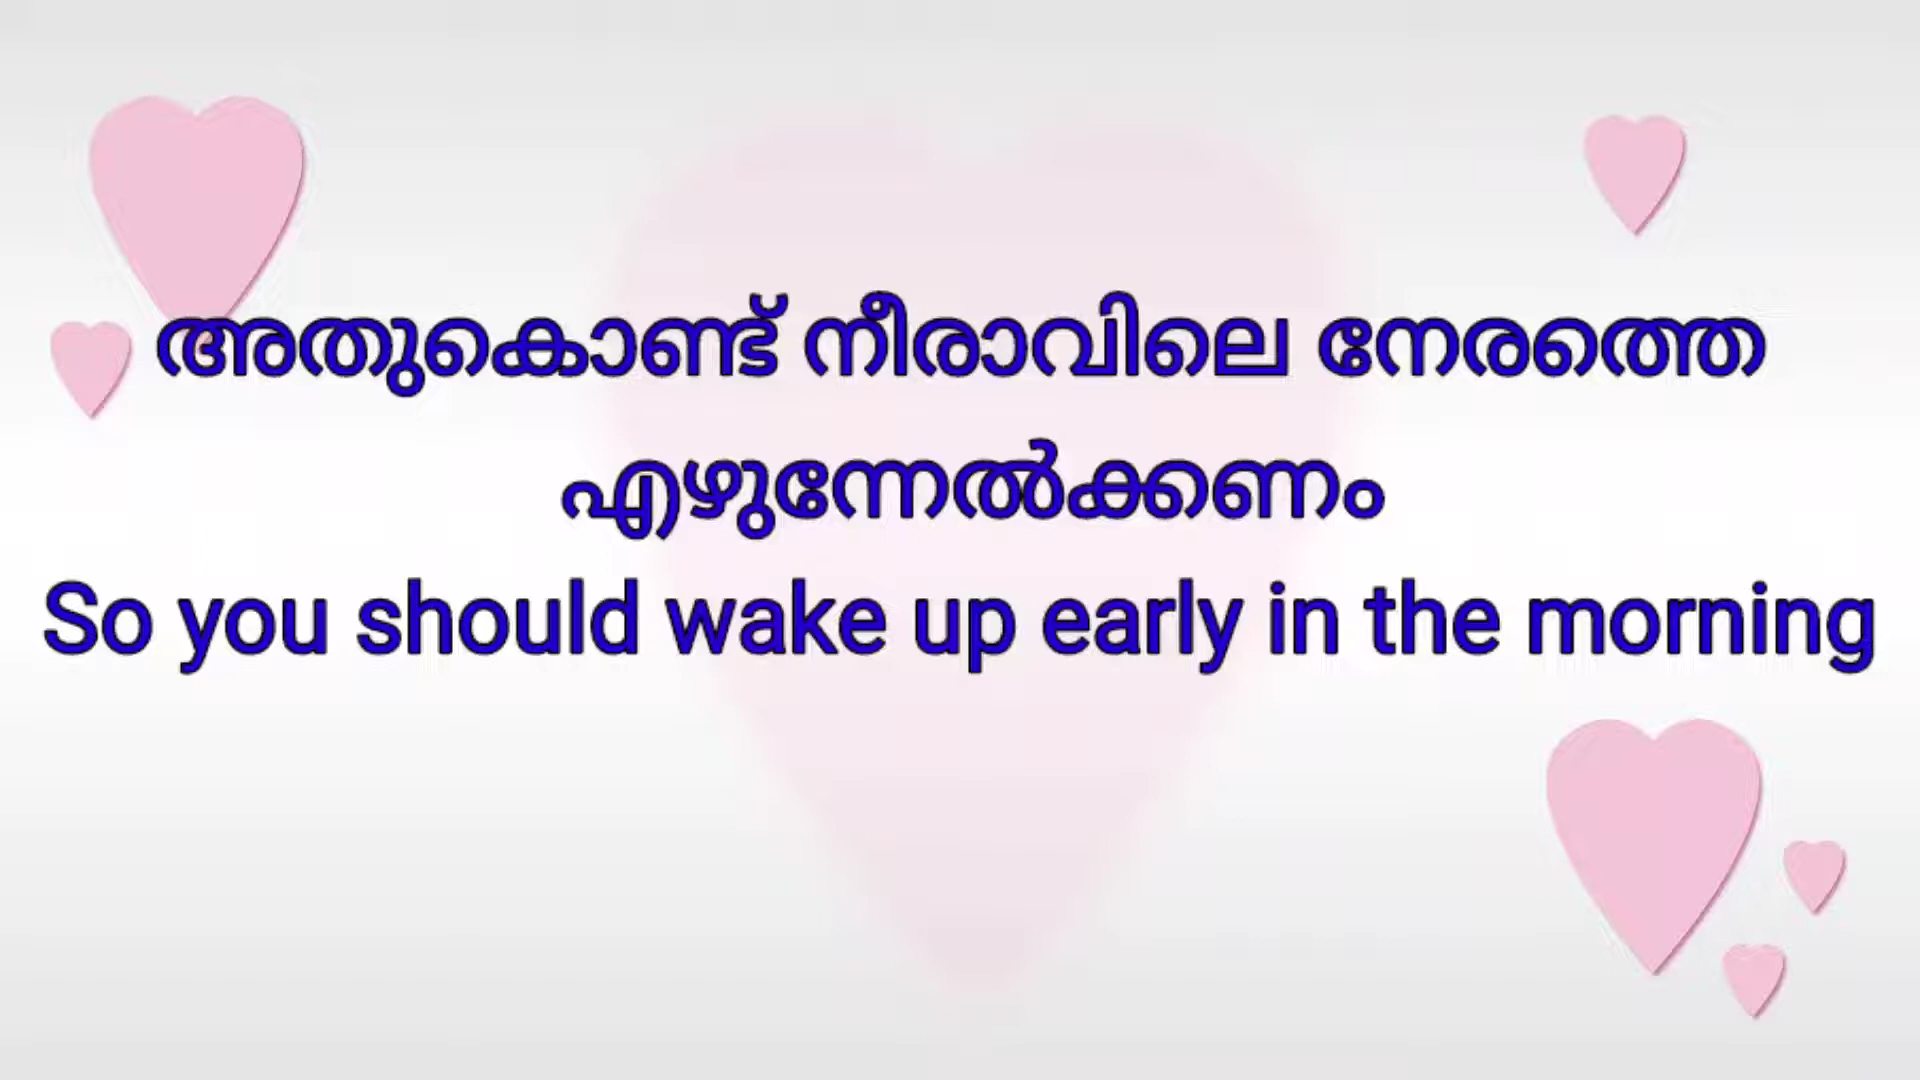 അതുകൊണ്ട് നീരാവിലെ നേരത്തെ
എഴുന്നേൽക്കണം
So you should wake up early in the morning